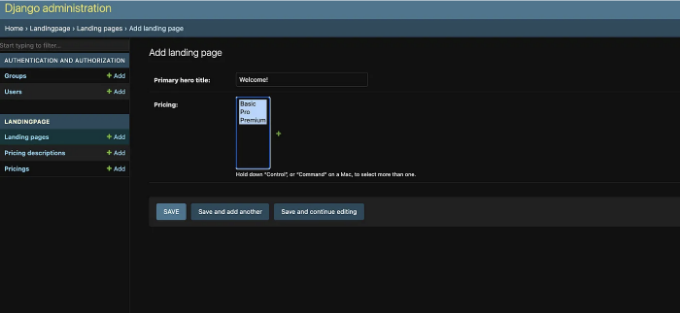 Django administration
Home › Landingpage › Landing pages › Add landing page
Start typing to filter...
AUTHENTICATION AND AUTHORIZATION
Groups + Add
Users + Add
LANDINGPAGE
Landing pages + Add
Pricing descriptions + Add
Pricings + Add
Add landing page
Primary hero title: Welcome!
Pricing:
Basic
Pro
Premium
+
Hold down "Control", or "Command" on a Mac, to select more than one.
SAVE Save and add another Save and continue editing